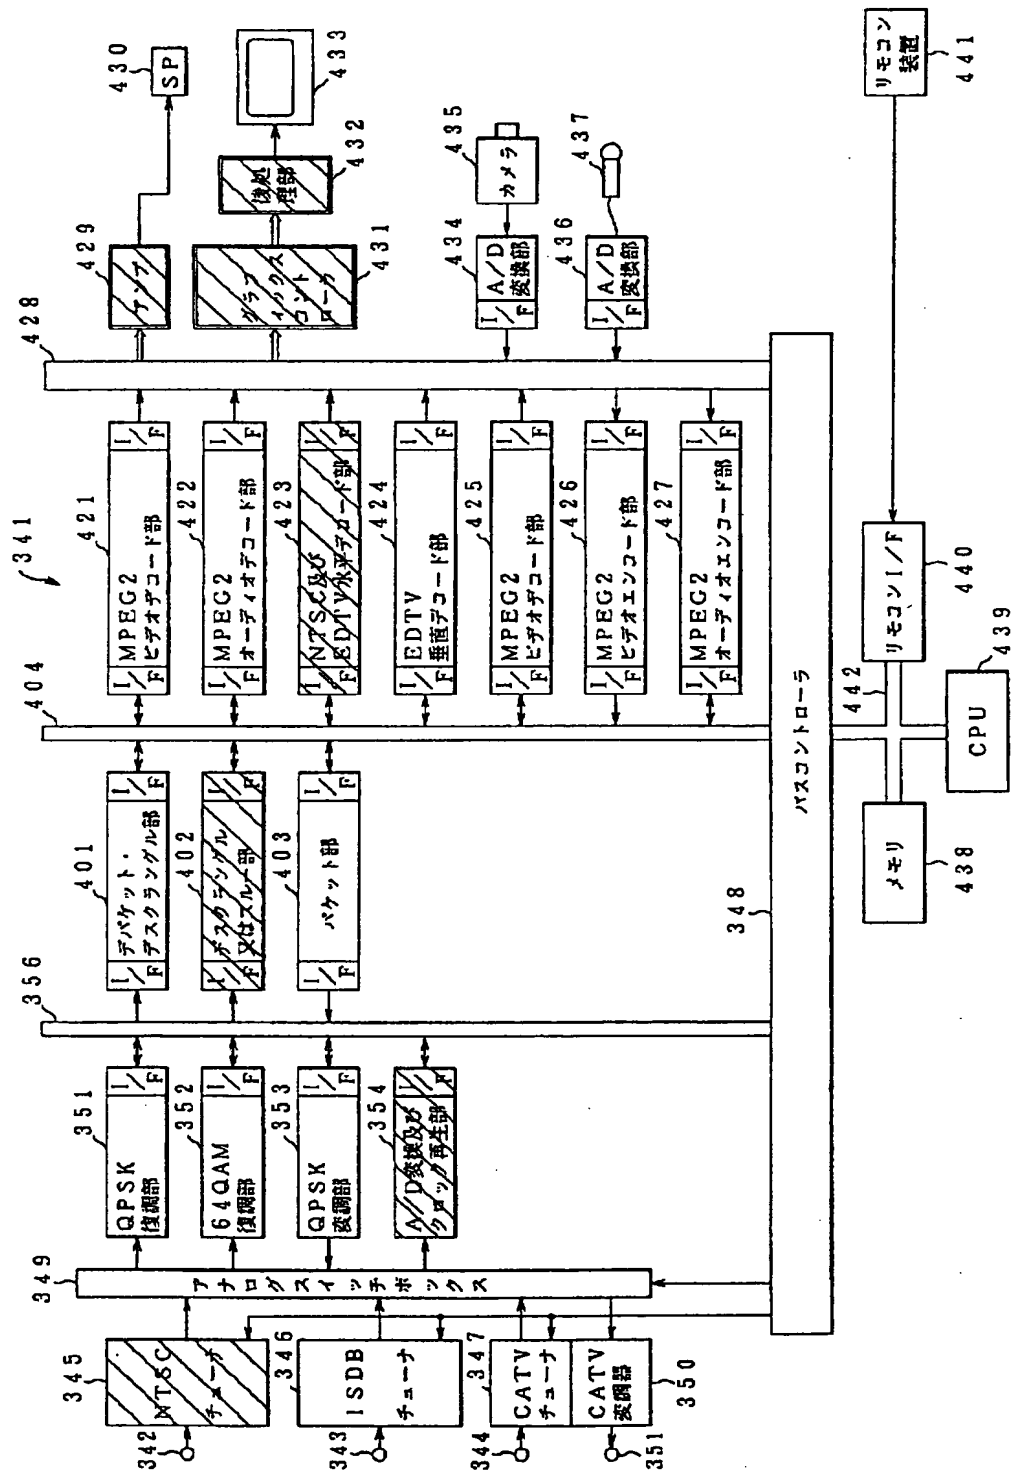 341
342
343
344
351
345
NTSC
チューナ
346
ISDB
チューナ
347
CATV
チューナ
CATV
変調器
350
349
アナログスイッチボックス
351
QPSK
復調部
I/F
352
64QAM
復調部
I/F
353
QPSK
変調部
I/F
354
A/D変換及び
クロック再生部
I/F
356
401
I/F
デパケット・
デスクランブル部
I/F
402
I/F
デスクランブル
又はスルー部
I/F
403
I/F
パケット部
I/F
404
421
I/F
MPEG2
ビデオデコード部
I/F
422
I/F
MPEG2
オーディオデコード部
I/F
423
I/F
NTSC及び
EDTV水平デコード部
I/F
424
I/F
EDTV
垂直デコード部
I/F
425
I/F
MPEG2
ビデオデコード部
I/F
426
I/F
MPEG2
ビデオエンコード部
I/F
427
I/F
MPEG2
オーディオエンコード部
I/F
428
429
アンプ
430
SP
431
グラフ
ィックス
コント
ローラ
432
後処
理部
433
434
I/F
A/D
変換部
435
カメラ
436
I/F
A/D
変換部
437
348
バスコントローラ
438
メモリ
439
CPU
442
440
リモコンI/F
441
リモコン
装置